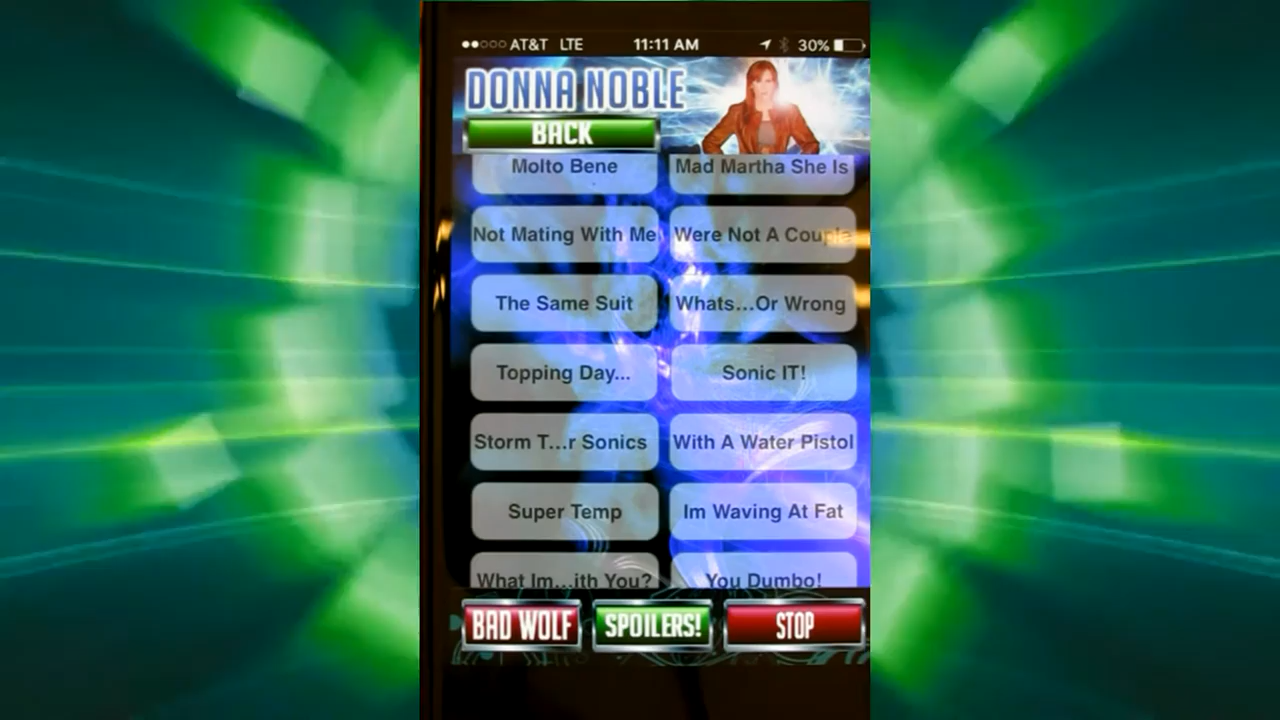 AT&T LTE 11:11 AM 30%
DONNA NOBLE
BACK
Molto Bene
Mad Martha She Is
Not Mating With Me
Were Not A Couple
The Same Suit
Whats...Or Wrong
Topping Day...
Sonic IT!
Storm T...r Sonics
With A Water Pistol
Super Temp
Im Waving At Fat
What Im...ith You?
You Dumbo!
BAD WOLF
SPOILERS!
STOP